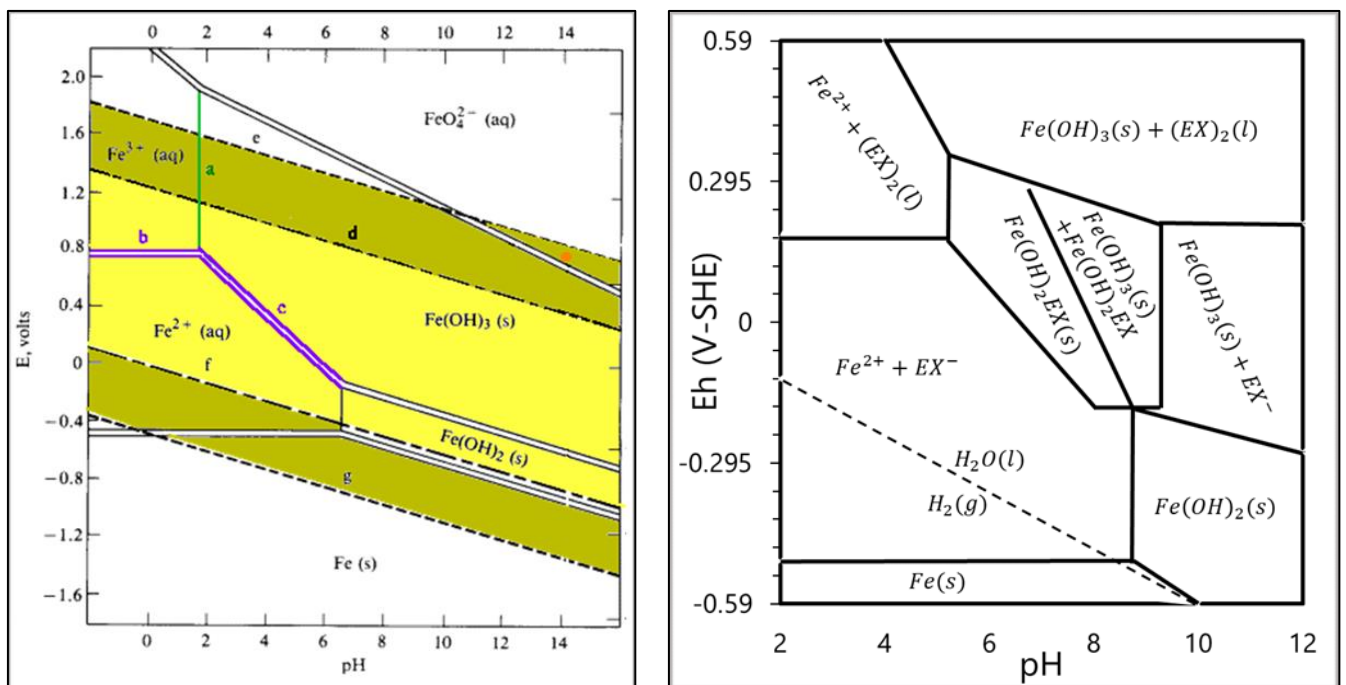 0 2 4 6 8 10 12 14
2.0
FeO₄²⁻ (aq)
e
1.6
Fe³⁺ (aq)
a
1.2
d
b
0.8
c
0.4
Fe²⁺ (aq)
Fe(OH)₃ (s)
E, volts
0
f
−0.4
Fe(OH)₂ (s)
−0.8
g
−1.2
Fe (s)
−1.6
0 2 4 6 8 10 12 14
pH
0.59
Fe²⁺ + (EX)₂(l)
Fe(OH)₃(s) + (EX)₂(l)
0.295
Fe(OH)₂EX(s)
Fe(OH)₃(s)
+Fe(OH)₂EX
Fe(OH)₃(s) + EX⁻
Eh (V-SHE)
0
Fe²⁺ + EX⁻
-0.295
H₂O(l)
H₂(g)
Fe(OH)₂(s)
Fe(s)
-0.59
2 4 6 8 10 12
pH